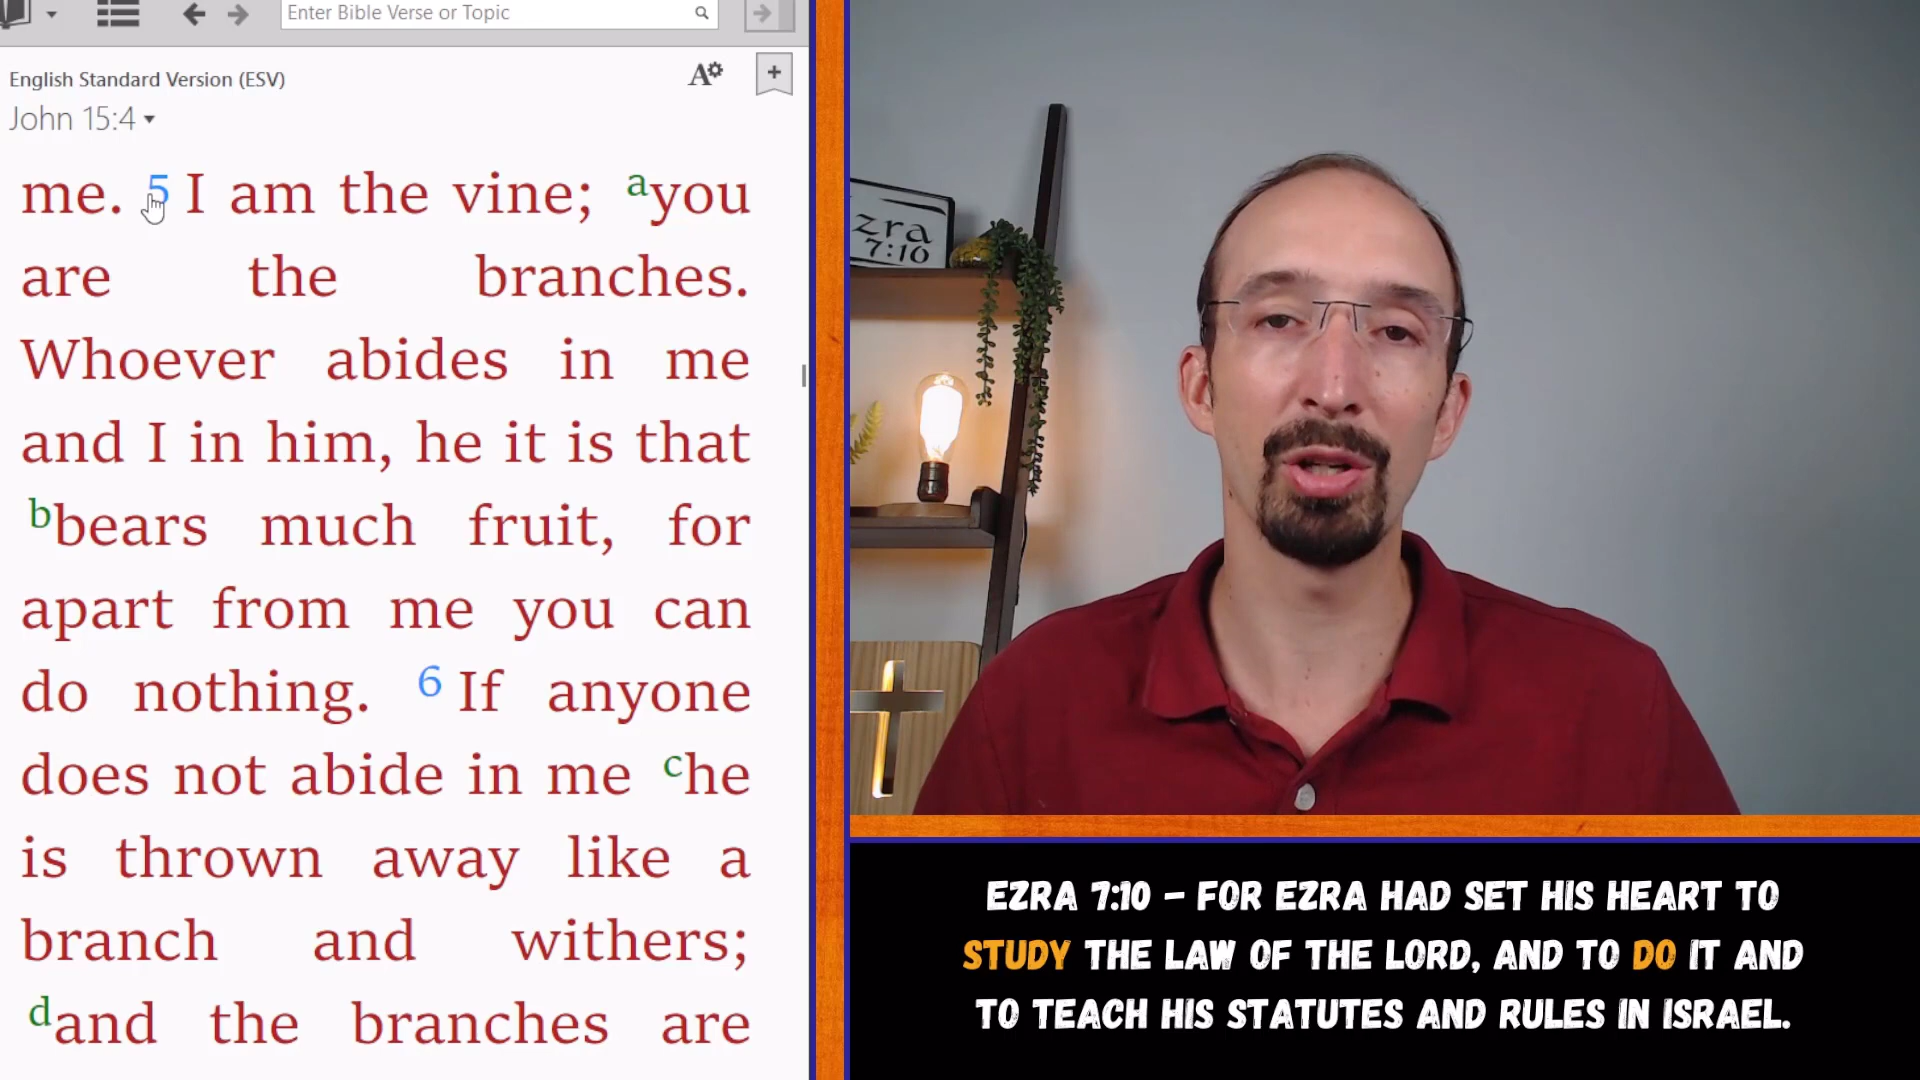 Enter Bible Verse or Topic
English Standard Version (ESV)
John 15:4
me. 5 I am the vine; a you
are the branches.
Whoever abides in me
and I in him, he it is that
b bears much fruit, for
apart from me you can
do nothing. 6 If anyone
does not abide in me c he
is thrown away like a
branch and withers;
d and the branches are
zra
7:10
EZRA 7:10 – FOR EZRA HAD SET HIS HEART TO
STUDY THE LAW OF THE LORD, AND TO DO IT AND
TO TEACH HIS STATUTES AND RULES IN ISRAEL.